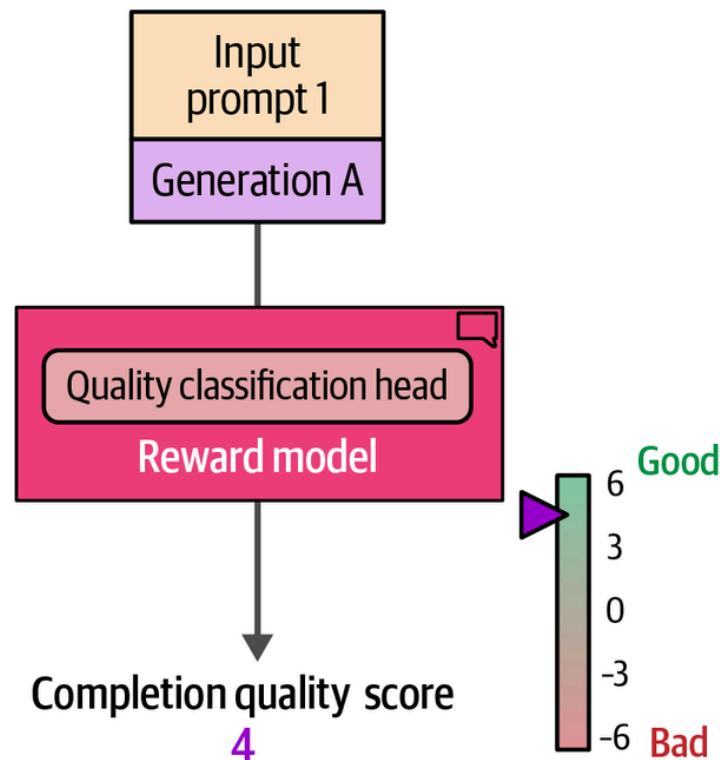 Input
prompt 1
Generation A
Quality classification head
Reward model
Completion quality score
4
Good
6
3
0
–3
–6
Bad